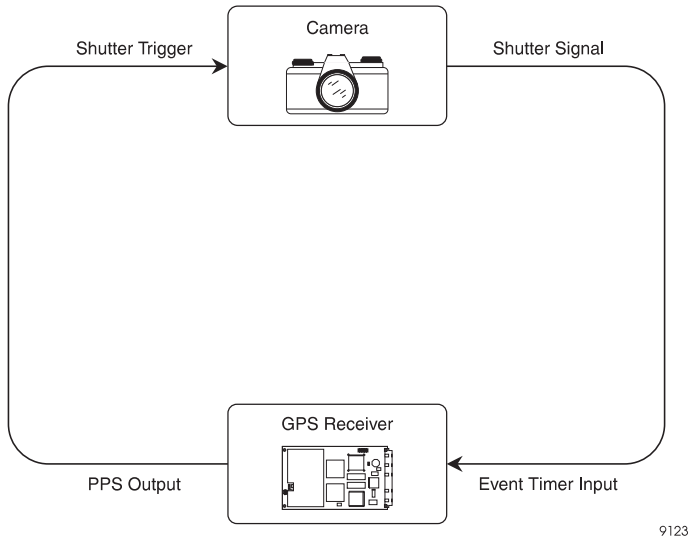 Camera
Shutter Trigger
Shutter Signal
GPS Receiver
PPS Output
Event Timer Input
9123